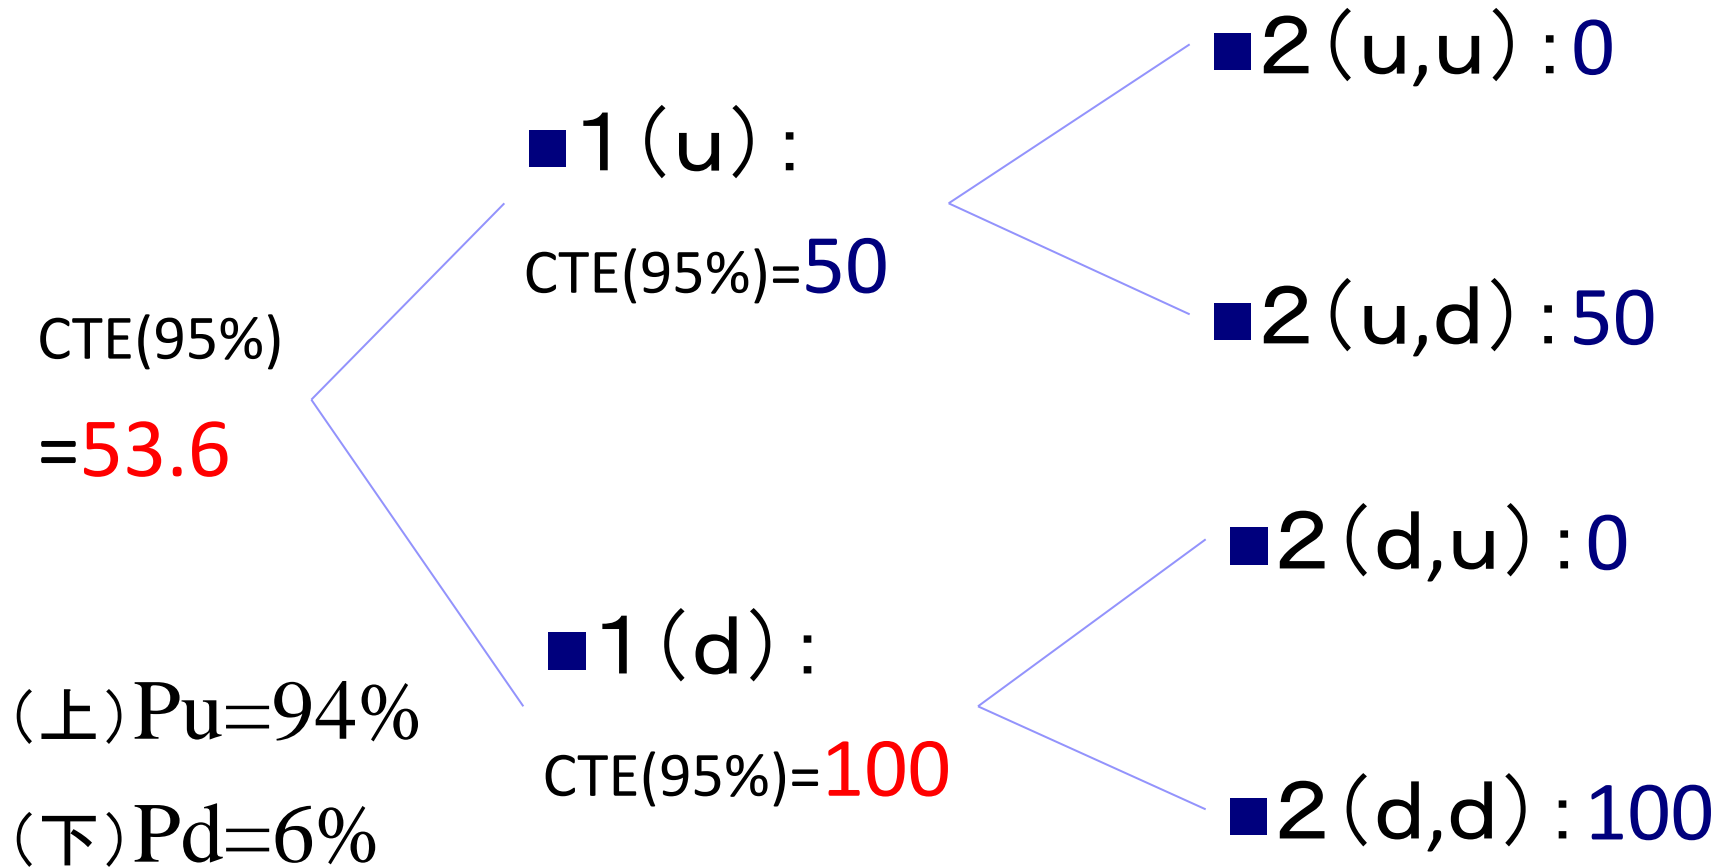 ■2（u,u）:0
■1（u）:
CTE(95%)=50
■2（u,d）:50
CTE(95%)
=53.6
■2（d,u）:0
■1（d）:
CTE(95%)=100
■2（d,d）:100
（上）Pu=94%
（下）Pd=6%